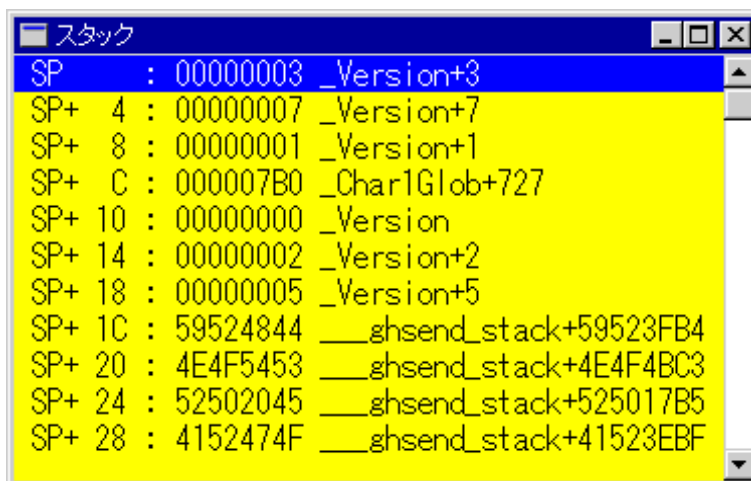 スタック
SP : 00000003 _Version+3
SP+ 4 : 00000007 _Version+7
SP+ 8 : 00000001 _Version+1
SP+ C : 000007B0 _Char1Glob+727
SP+ 10 : 00000000 _Version
SP+ 14 : 00000002 _Version+2
SP+ 18 : 00000005 _Version+5
SP+ 1C : 59524844 ___ghsend_stack+59523FB4
SP+ 20 : 4E4F5453 ___ghsend_stack+4E4F4BC3
SP+ 24 : 52502045 ___ghsend_stack+525017B5
SP+ 28 : 4152474F ___ghsend_stack+41523EBF